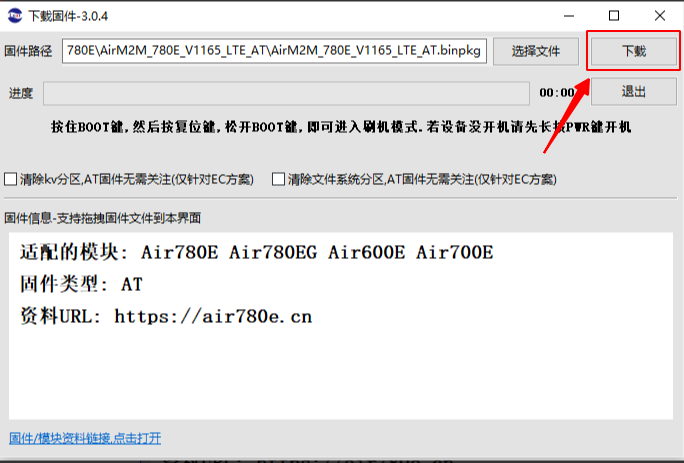 下载固件-3.0.4
固件路径 780E\AirM2M_780E_V1165_LTE_AT\AirM2M_780E_V1165_LTE_AT.binpkg 选择文件 下载
进度 00:00 退出
按住BOOT键,然后按复位键,松开BOOT键,即可进入刷机模式.若设备没开机请先长按PWR键开机
清除kv分区,AT固件无需关注(仅针对EC方案) 清除文件系统分区,AT固件无需关注(仅针对EC方案)
固件信息-支持拖拽固件文件到本界面
适配的模块: Air780E Air780EG Air600E Air700E
固件类型: AT
资料URL: https://air780e.cn
固件/模块资料链接,点击打开